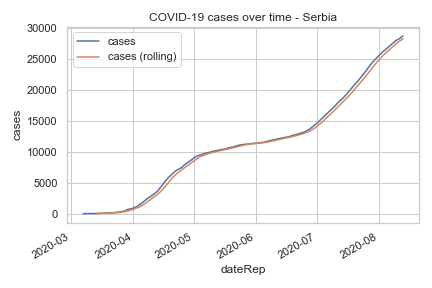 COVID-19 cases over time - Serbia
cases
cases (rolling)
30000
25000
20000
15000
10000
5000
0
cases
2020-03
2020-04
2020-05
2020-06
2020-07
2020-08
dateRep